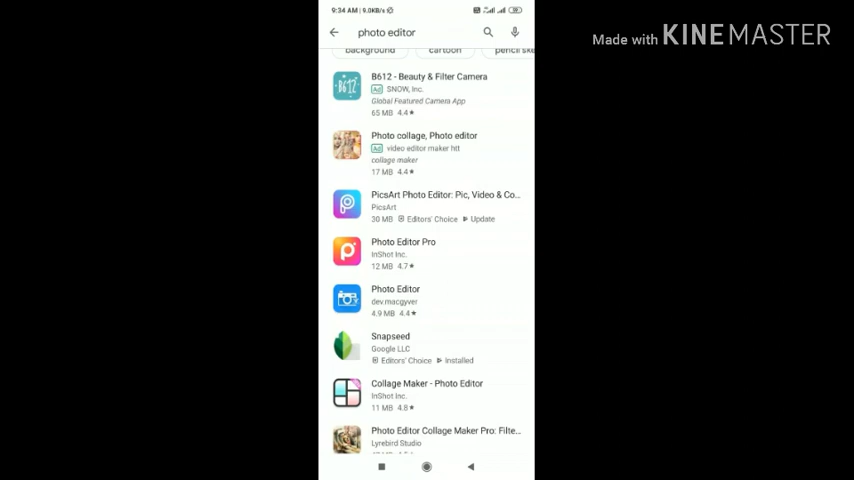 9:34 AM | 9.0KB/s
photo editor
Made with KINEMASTER
background
cartoon
pencil ske
B612 - Beauty & Filter Camera
Ad SNOW, Inc.
Global Featured Camera App
65 MB 4.4★
Photo collage, Photo editor
Ad video editor maker htt
collage maker
17 MB 4.4★
PicsArt Photo Editor: Pic, Video & Co...
PicsArt
30 MB Editors' Choice Update
Photo Editor Pro
InShot Inc.
12 MB 4.7★
Photo Editor
dev.macgyver
4.9 MB 4.4★
Snapseed
Google LLC
Editors' Choice Installed
Collage Maker - Photo Editor
InShot Inc.
11 MB 4.8★
Photo Editor Collage Maker Pro: Filte...
Lyrebird Studio